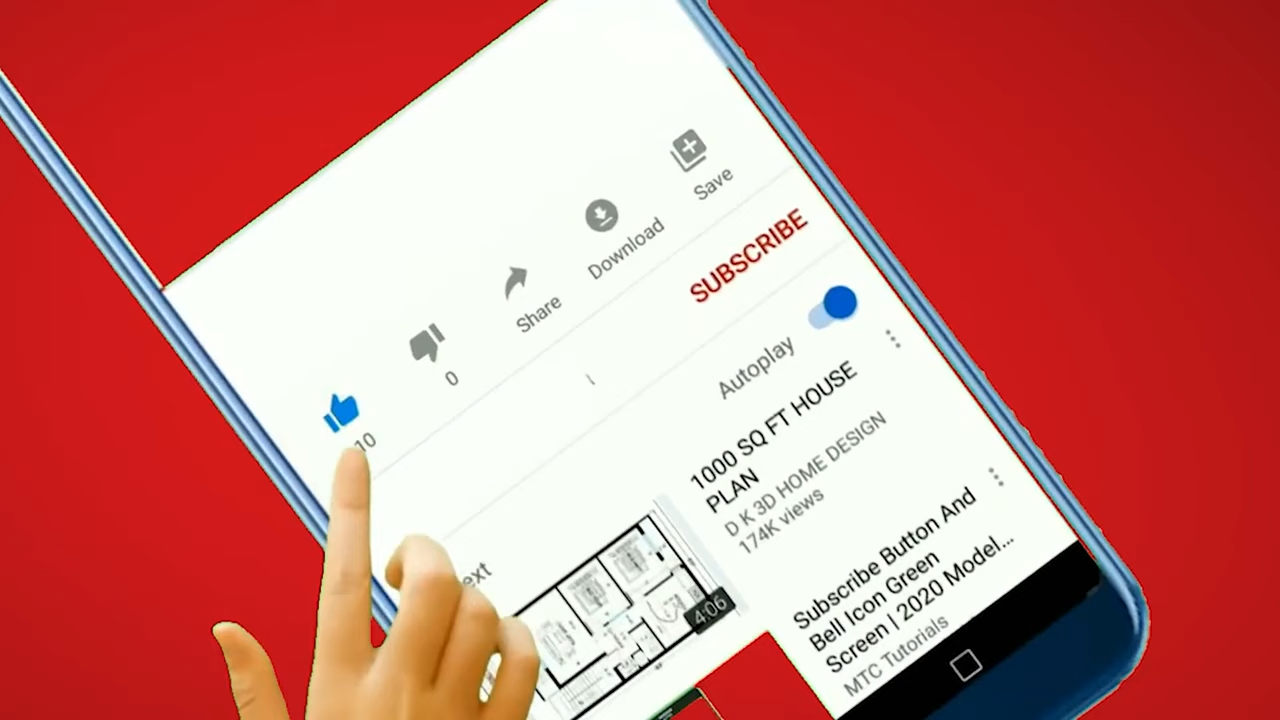 10
0
Share
Download
Save
SUBSCRIBE
Autoplay
ext
1000 SQ FT HOUSE
PLAN
D K 3D HOME DESIGN
174K views
4:06
Subscribe Button And
Bell Icon Green
Screen | 2020 Model...
MTC Tutorials